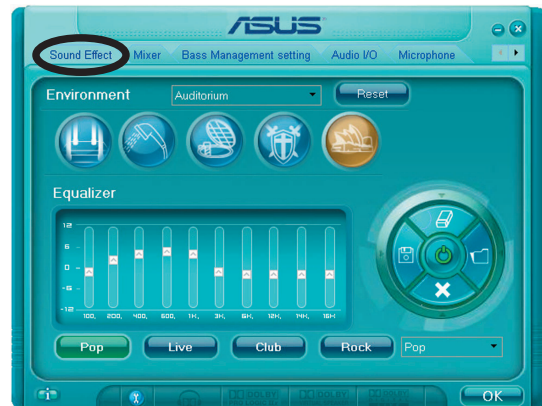 ASUS
Sound Effect Mixer Bass Management setting Audio I/O Microphone
Environment Auditorium Reset
Equalizer
12
6
0
-6
-12
100, 200, 400, 600, 1K, 3K, 6K, 12K, 14K, 16K
Pop Live Club Rock Pop
OK